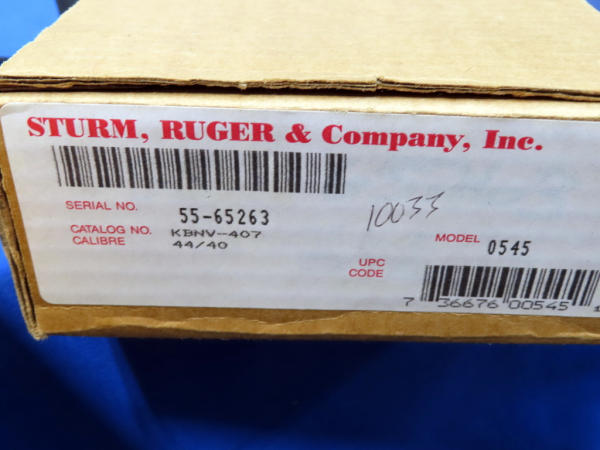 STURM, RUGER & Company, Inc.
SERIAL NO. 55-65263
10033
CATALOG NO. KBNV-407
CALIBRE 44/40
MODEL 0545
UPC
CODE
7 36676 00545 1